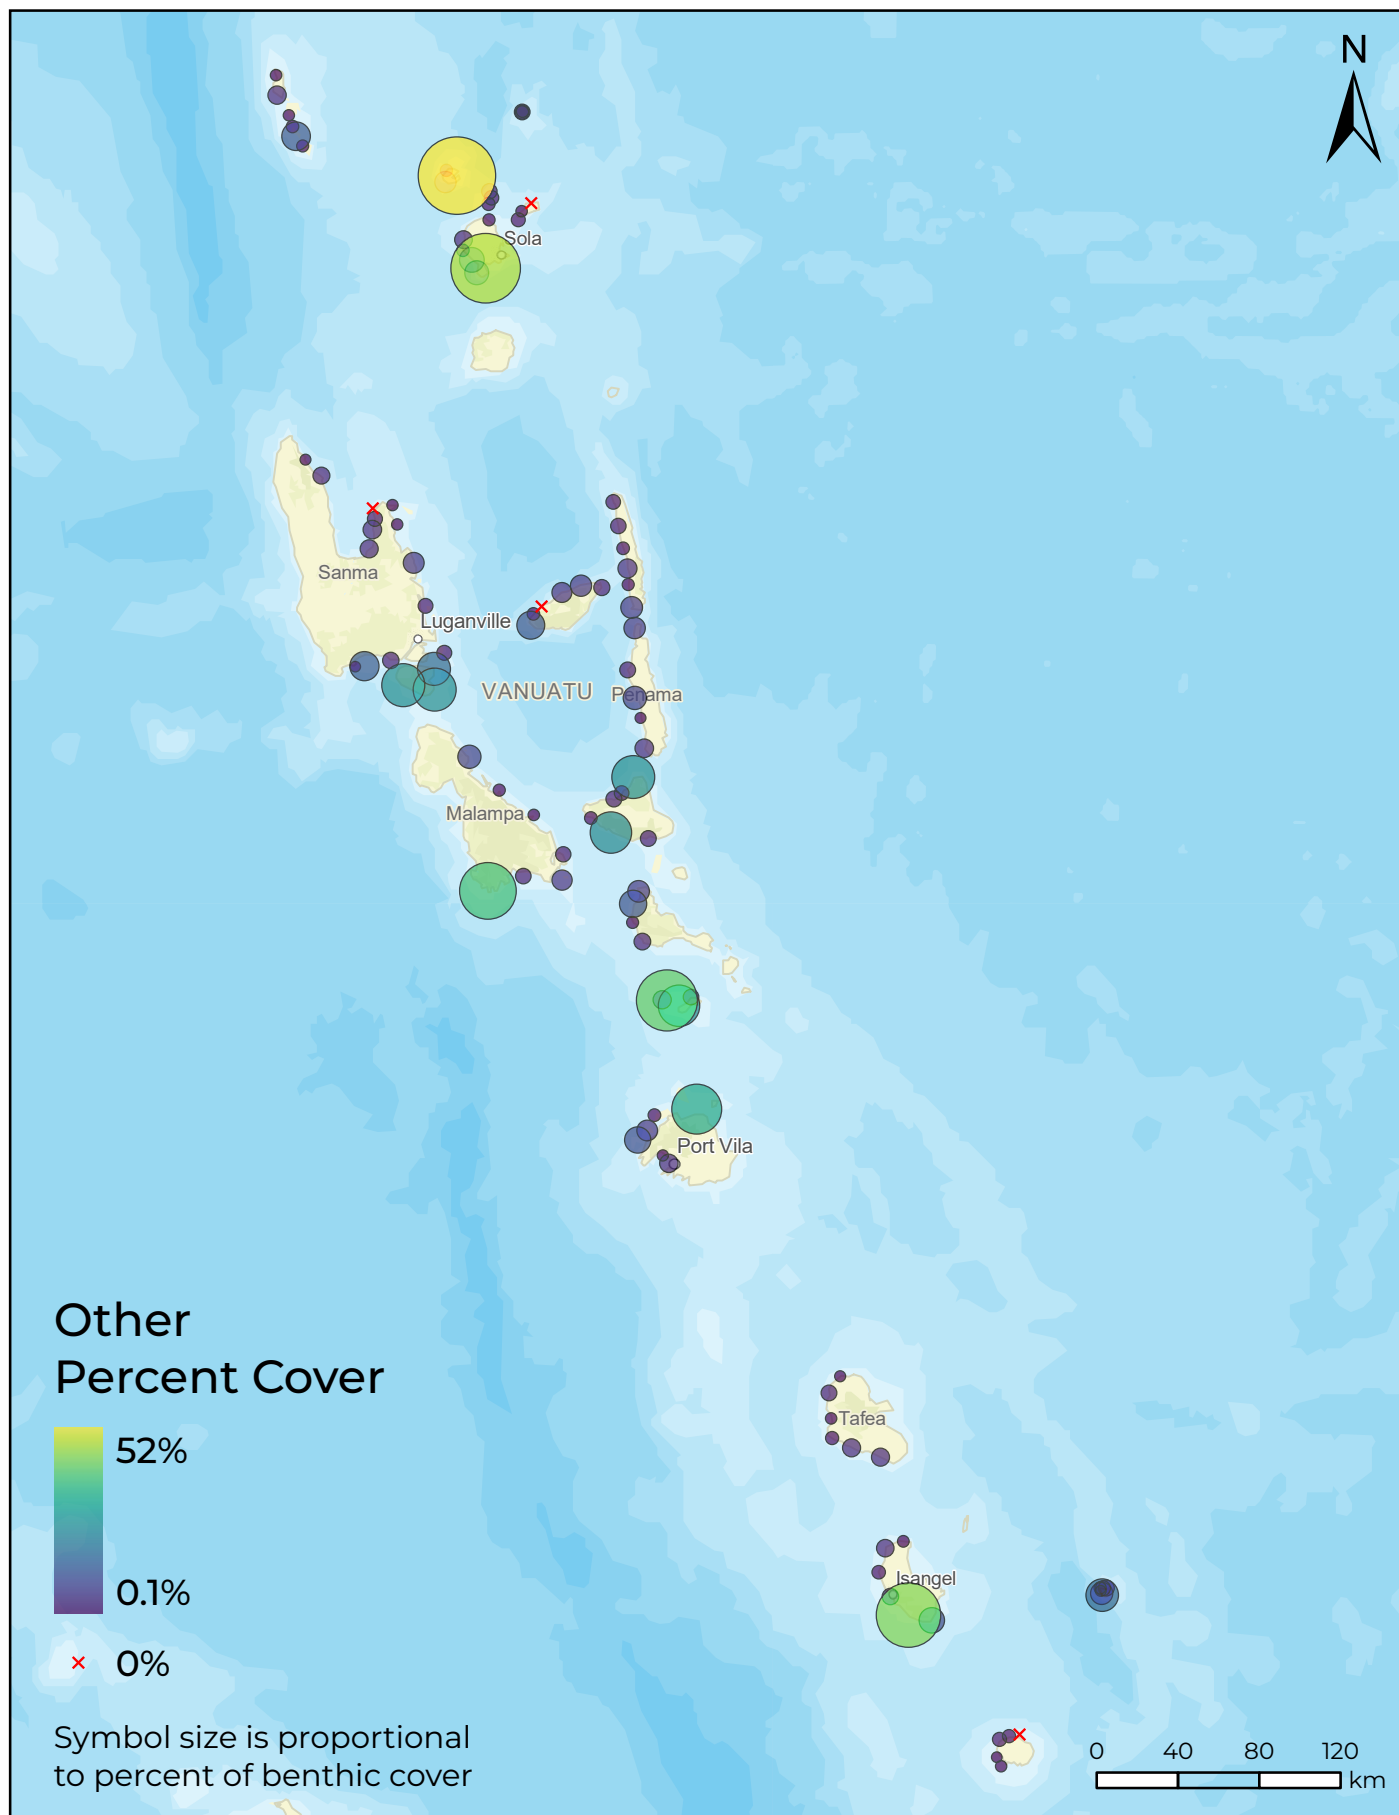 N
Sola
Sanma
Luganville
VANUATU
Penama
Malampa
Port Vila
Other
Percent Cover
52%
0.1%
0%
Tafea
Isangel
Symbol size is proportional
to percent of benthic cover
0 40 80 120
km